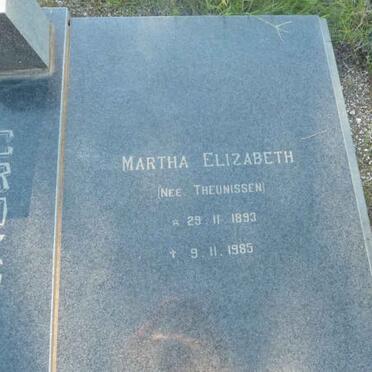 MARTHA ELIZABETH
(NEE THEUNISSEN)
* 29. 11. 1893
† 9. 11. 1985